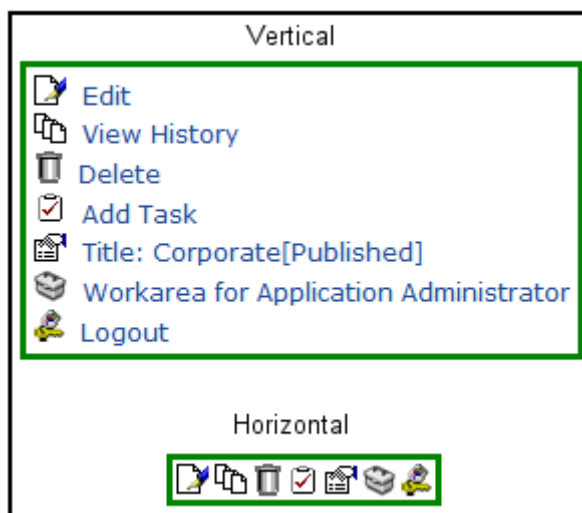 Vertical
Edit
View History
Delete
Add Task
Title: Corporate[Published]
Workarea for Application Administrator
Logout
Horizontal